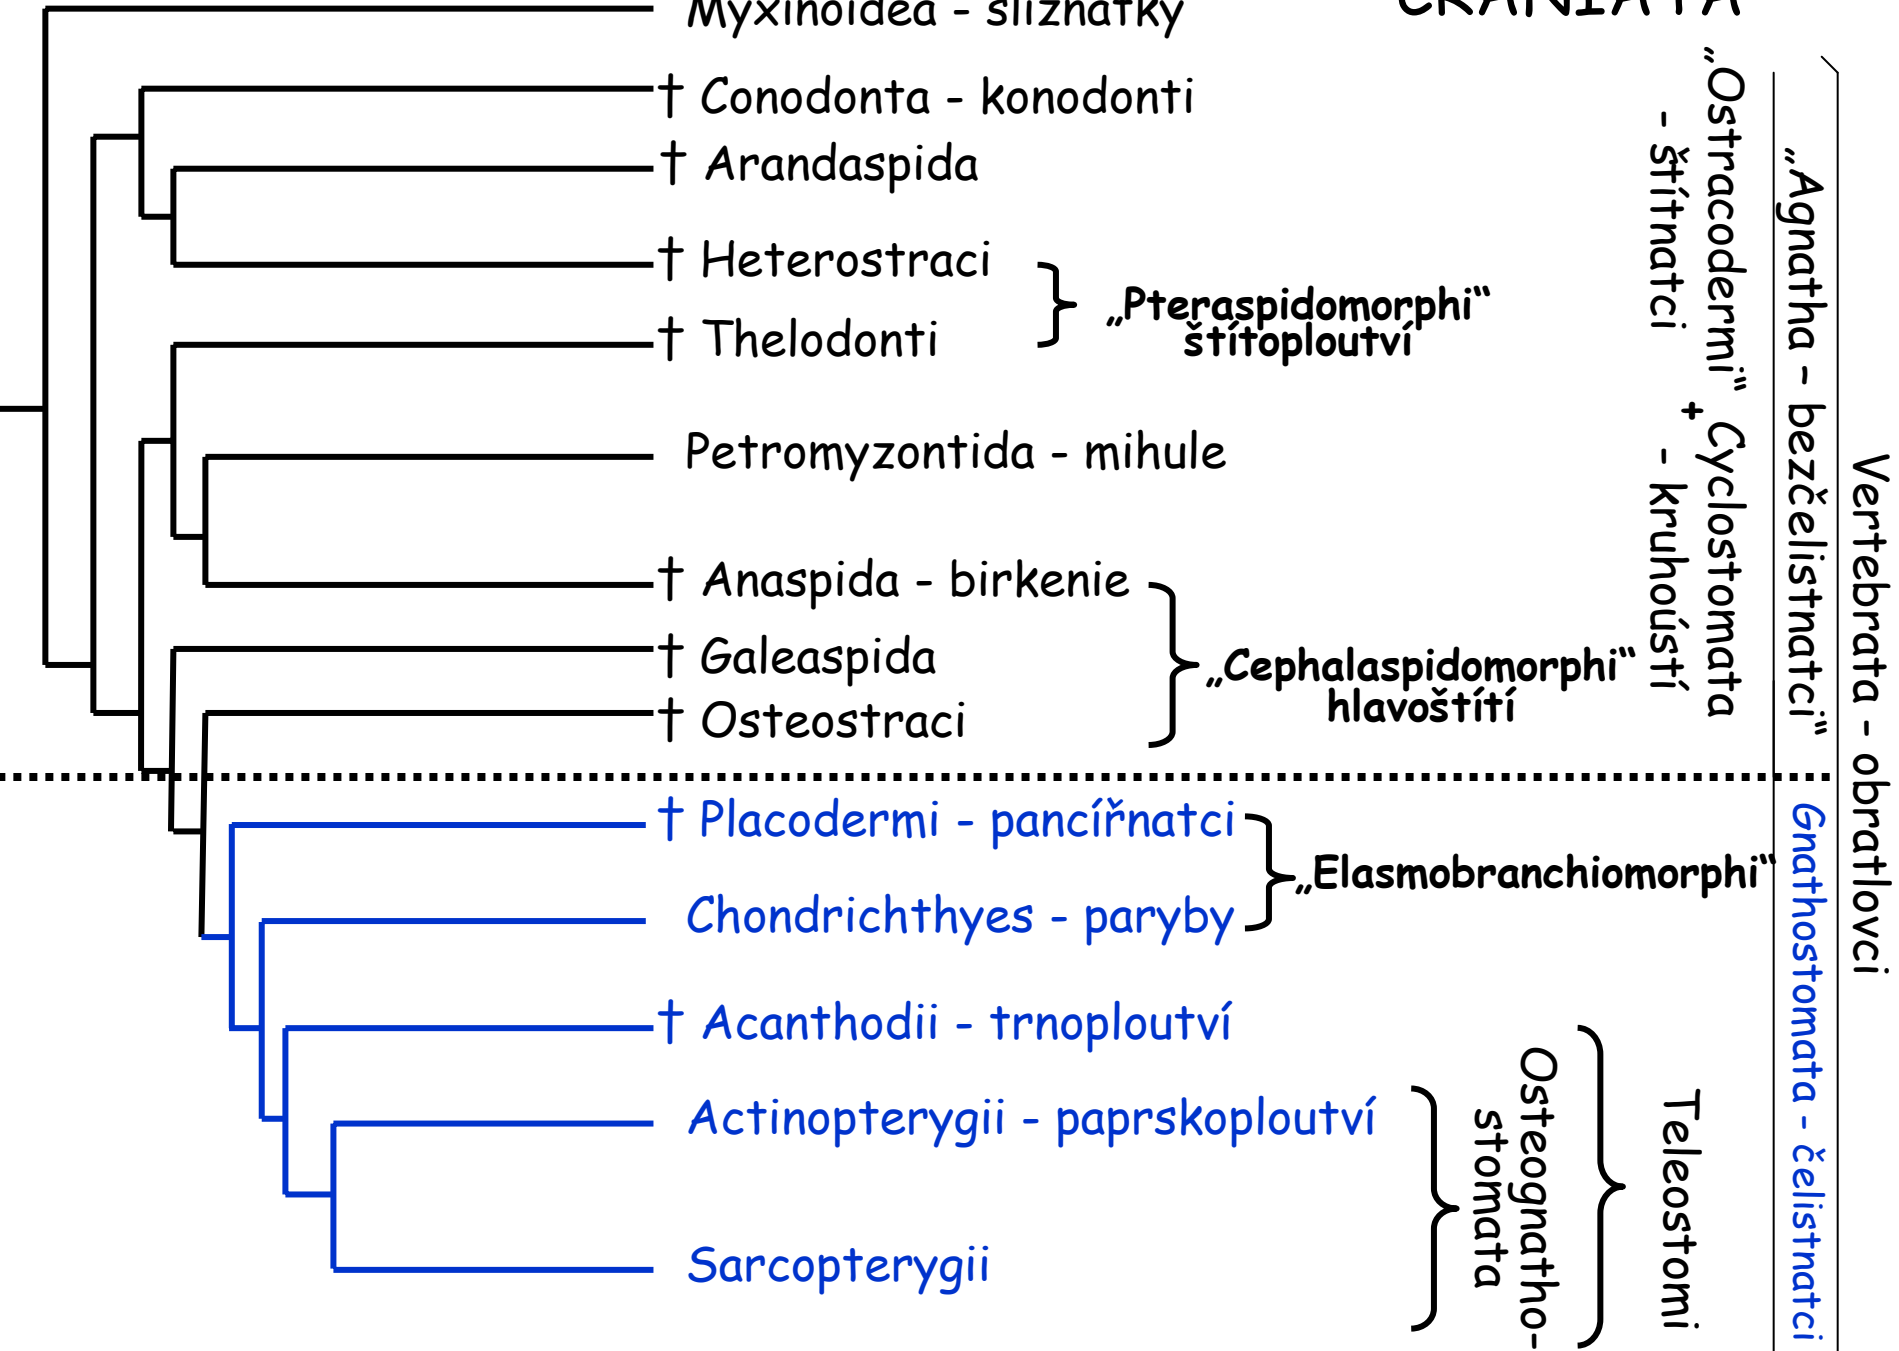 Myxinoidea - sliznatky
CRANIATA
† Conodonta - konodonti
† Arandaspida
† Heterostraci
† Thelodonti
„Pteraspidomorphi“
štítoploutví
Petromyzontida - mihule
† Anaspida - birkenie
† Galeaspida
† Osteostraci
„Cephalaspidomorphi“
hlavoštítí
† Placodermi - pancířnatci
Chondrichthyes - paryby
„Elasmobranchiomorphi“
† Acanthodii - trnoploutví
Actinopterygii - paprskoploutví
Sarcopterygii
Osteognatho-
stomata
Teleostomi
„Ostracodermi“
- štítnatci
+
Cyclostomata
- kruhoústí
„Agnatha - bezčelistnatci“
Gnathostomata - čelistnatci
Vertebrata - obratlovci